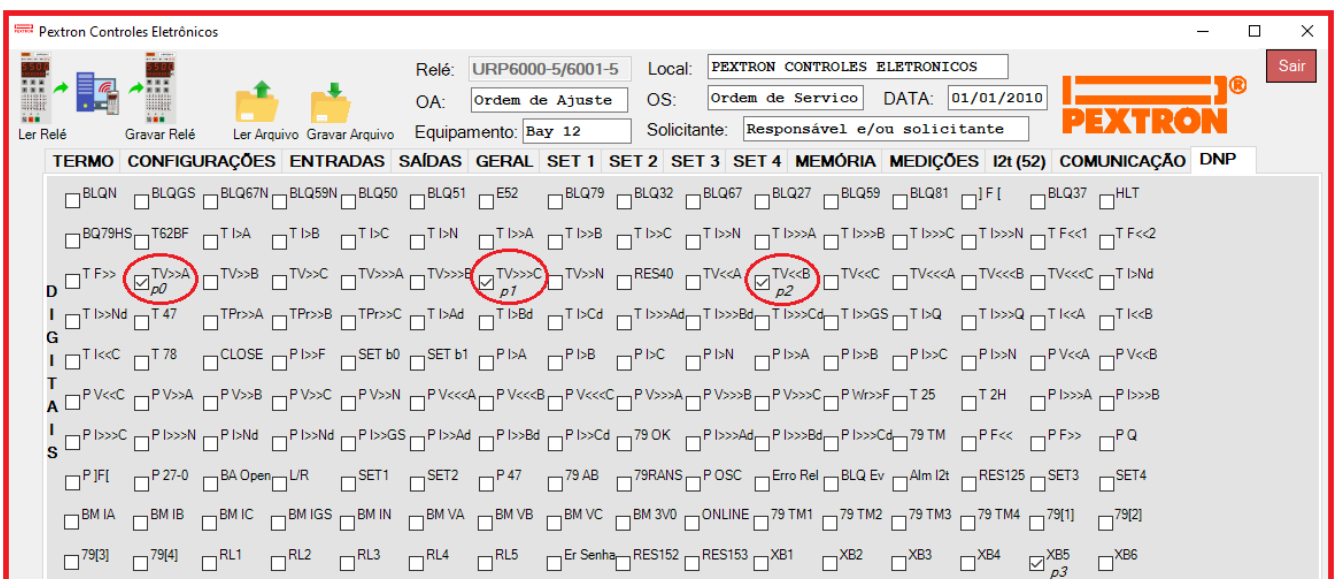 PEXTRON Pextron Controles Eletrônicos
Relé: URP6000-5/6001-5 Local: PEXTRON CONTROLES ELETRONICOS Sair
OA: Ordem de Ajuste OS: Ordem de Servico DATA: 01/01/2010
PEXTRON®
Ler Relé Gravar Relé Ler Arquivo Gravar Arquivo Equipamento: Bay 12 Solicitante: Responsável e/ou solicitante
TERMO CONFIGURAÇÕES ENTRADAS SAÍDAS GERAL SET 1 SET 2 SET 3 SET 4 MEMÓRIA MEDIÇÕES I2t (52) COMUNICAÇÃO DNP
DIGITAIS
BLQN BLQGS BLQ67N BLQ59N BLQ50 BLQ51 E52 BLQ79 BLQ32 BLQ67 BLQ27 BLQ59 BLQ81 ] F [ BLQ37 HLT
BQ79HS T62BF T I>A T I>B T I>C T I>N T I>>A T I>>B T I>>C T I>>N T I>>>A T I>>>B T I>>>C T I>>>N T F<<1 T F<<2
T F>> TV>>A TV>>B TV>>C TV>>>A TV>>>B TV>>>C TV>>N RES40 TV<<A TV<<B TV<<C TV<<<A TV<<<B TV<<<C T I>Nd
p0 p1 p2
T I>>Nd T 47 TPr>>A TPr>>B TPr>>C T I>Ad T I>Bd T I>Cd T I>>>Ad T I>>>Bd T I>>>Cd T I>>GS T I>Q T I>>>Q T I<<A T I<<B
T I<<C T 78 CLOSE P I>>F SET b0 SET b1 P I>A P I>B P I>C P I>N P I>>A P I>>B P I>>C P I>>N P V<<A P V<<B
P V<<C P V>>A P V>>B P V>>C P V>>N P V<<<A P V<<<B P V<<<C P V>>>A P V>>>B P V>>>C P Wr>>F T 25 T 2H P I>>>A P I>>>B
P I>>>C P I>>>N P I>Nd P I>>Nd P I>>GS P I>>Ad P I>>Bd P I>>Cd 79 OK P I>>>Ad P I>>>Bd P I>>>Cd 79 TM P F<< P F>> P Q
P ]F[ P 27-0 BA Open L/R SET1 SET2 P 47 79 AB 79RANS P OSC Erro Rel BLQ Ev Alm I2t RES125 SET3 SET4
BM IA BM IB BM IC BM IGS BM IN BM VA BM VB BM VC BM 3V0 ONLINE 79 TM1 79 TM2 79 TM3 79 TM4 79[1] 79[2]
79[3] 79[4] RL1 RL2 RL3 RL4 RL5 Er Senha RES152 RES153 XB1 XB2 XB3 XB4 XB5 XB6
p3